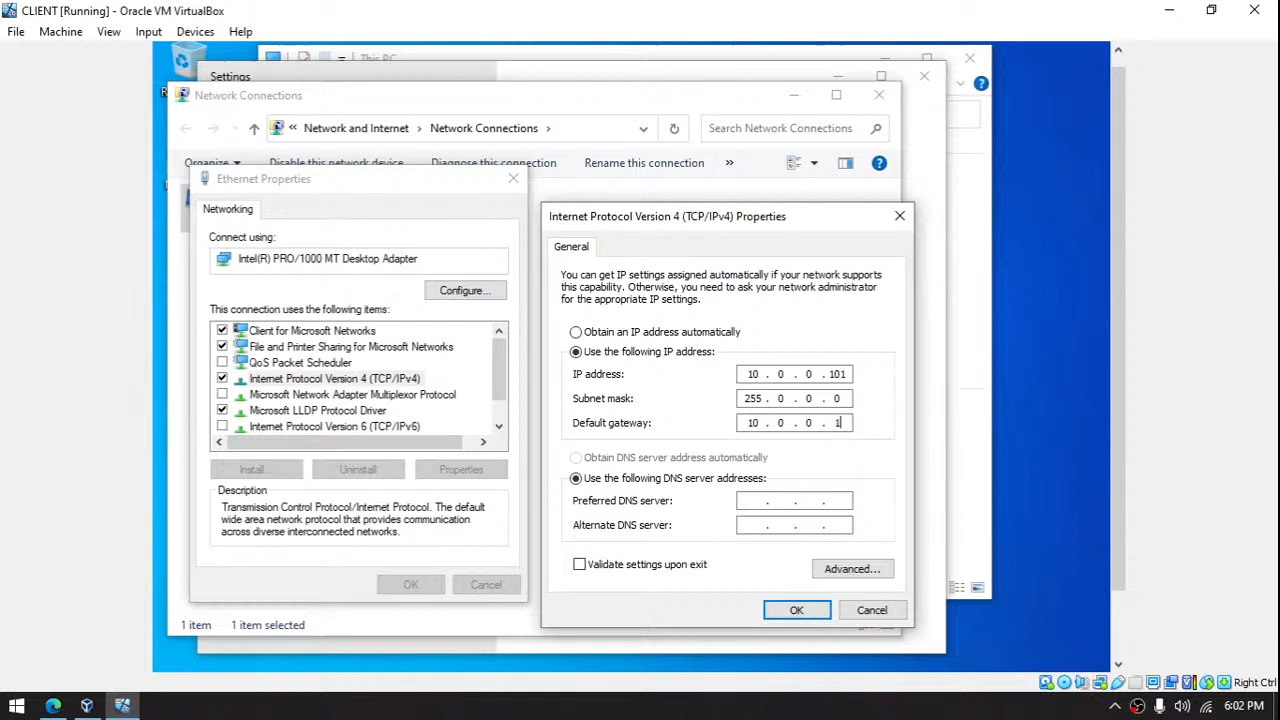 CLIENT [Running] - Oracle VM VirtualBox
File Machine View Input Devices Help
This PC
Settings
Network Connections
« Network and Internet › Network Connections ›
Search Network Connections
Organize Disable this network device Diagnose this connection Rename this connection »
Ethernet Properties
Networking
Connect using:
Intel(R) PRO/1000 MT Desktop Adapter
Configure...
This connection uses the following items:
Client for Microsoft Networks
File and Printer Sharing for Microsoft Networks
QoS Packet Scheduler
Internet Protocol Version 4 (TCP/IPv4)
Microsoft Network Adapter Multiplexor Protocol
Microsoft LLDP Protocol Driver
Internet Protocol Version 6 (TCP/IPv6)
Install... Uninstall Properties
Description
Transmission Control Protocol/Internet Protocol. The default
wide area network protocol that provides communication
across diverse interconnected networks.
OK Cancel
1 item 1 item selected
Internet Protocol Version 4 (TCP/IPv4) Properties
General
You can get IP settings assigned automatically if your network supports
this capability. Otherwise, you need to ask your network administrator
for the appropriate IP settings.
Obtain an IP address automatically
Use the following IP address:
IP address: 10 . 0 . 0 . 101
Subnet mask: 255 . 0 . 0 . 0
Default gateway: 10 . 0 . 0 . 1
Obtain DNS server address automatically
Use the following DNS server addresses:
Preferred DNS server: . . .
Alternate DNS server: . . .
Validate settings upon exit
Advanced...
OK Cancel
Right Ctrl
6:02 PM